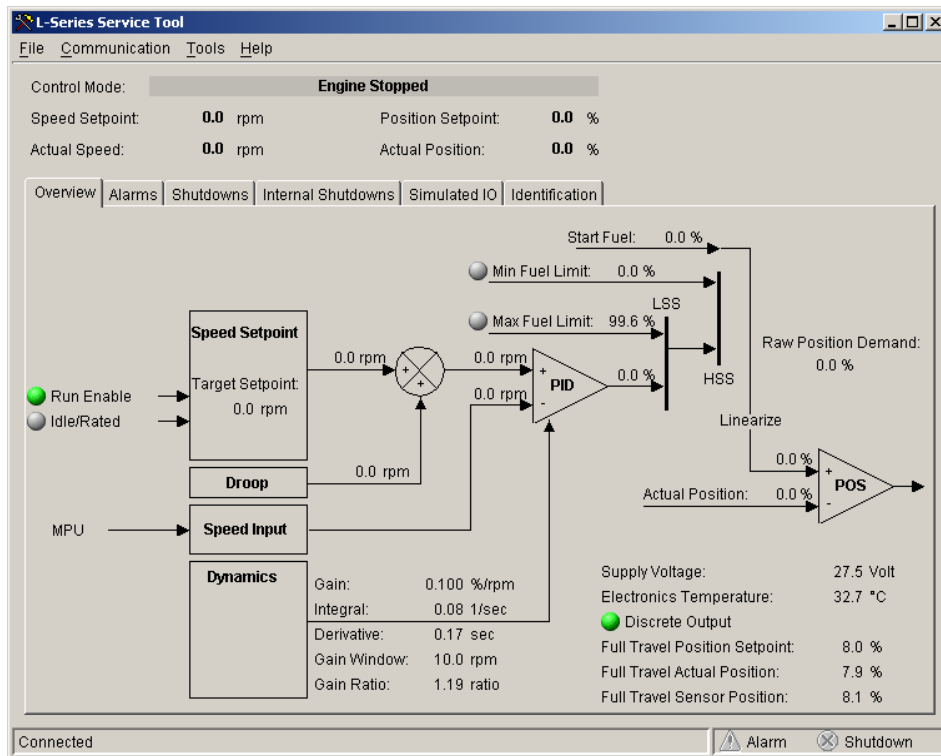 L-Series Service Tool
File Communication Tools Help
Control Mode: Engine Stopped
Speed Setpoint: 0.0 rpm Position Setpoint: 0.0 %
Actual Speed: 0.0 rpm Actual Position: 0.0 %
Overview Alarms Shutdowns Internal Shutdowns Simulated IO Identification
Start Fuel: 0.0 %
Min Fuel Limit: 0.0 %
LSS
Max Fuel Limit: 99.6 %
Speed Setpoint
Raw Position Demand:
0.0 %
0.0 rpm
0.0 rpm
HSS
Target Setpoint:
0.0 rpm
+
+
+
-
PID
0.0 %
0.0 rpm
Run Enable
Idle/Rated
Linearize
Droop
0.0 rpm
0.0 %
+
-
POS
Actual Position: 0.0 %
MPU
Speed Input
Dynamics
Gain: 0.100 %/rpm
Integral: 0.08 1/sec
Derivative: 0.17 sec
Gain Window: 10.0 rpm
Gain Ratio: 1.19 ratio
Supply Voltage: 27.5 Volt
Electronics Temperature: 32.7 °C
Discrete Output
Full Travel Position Setpoint: 8.0 %
Full Travel Actual Position: 7.9 %
Full Travel Sensor Position: 8.1 %
Connected Alarm Shutdown